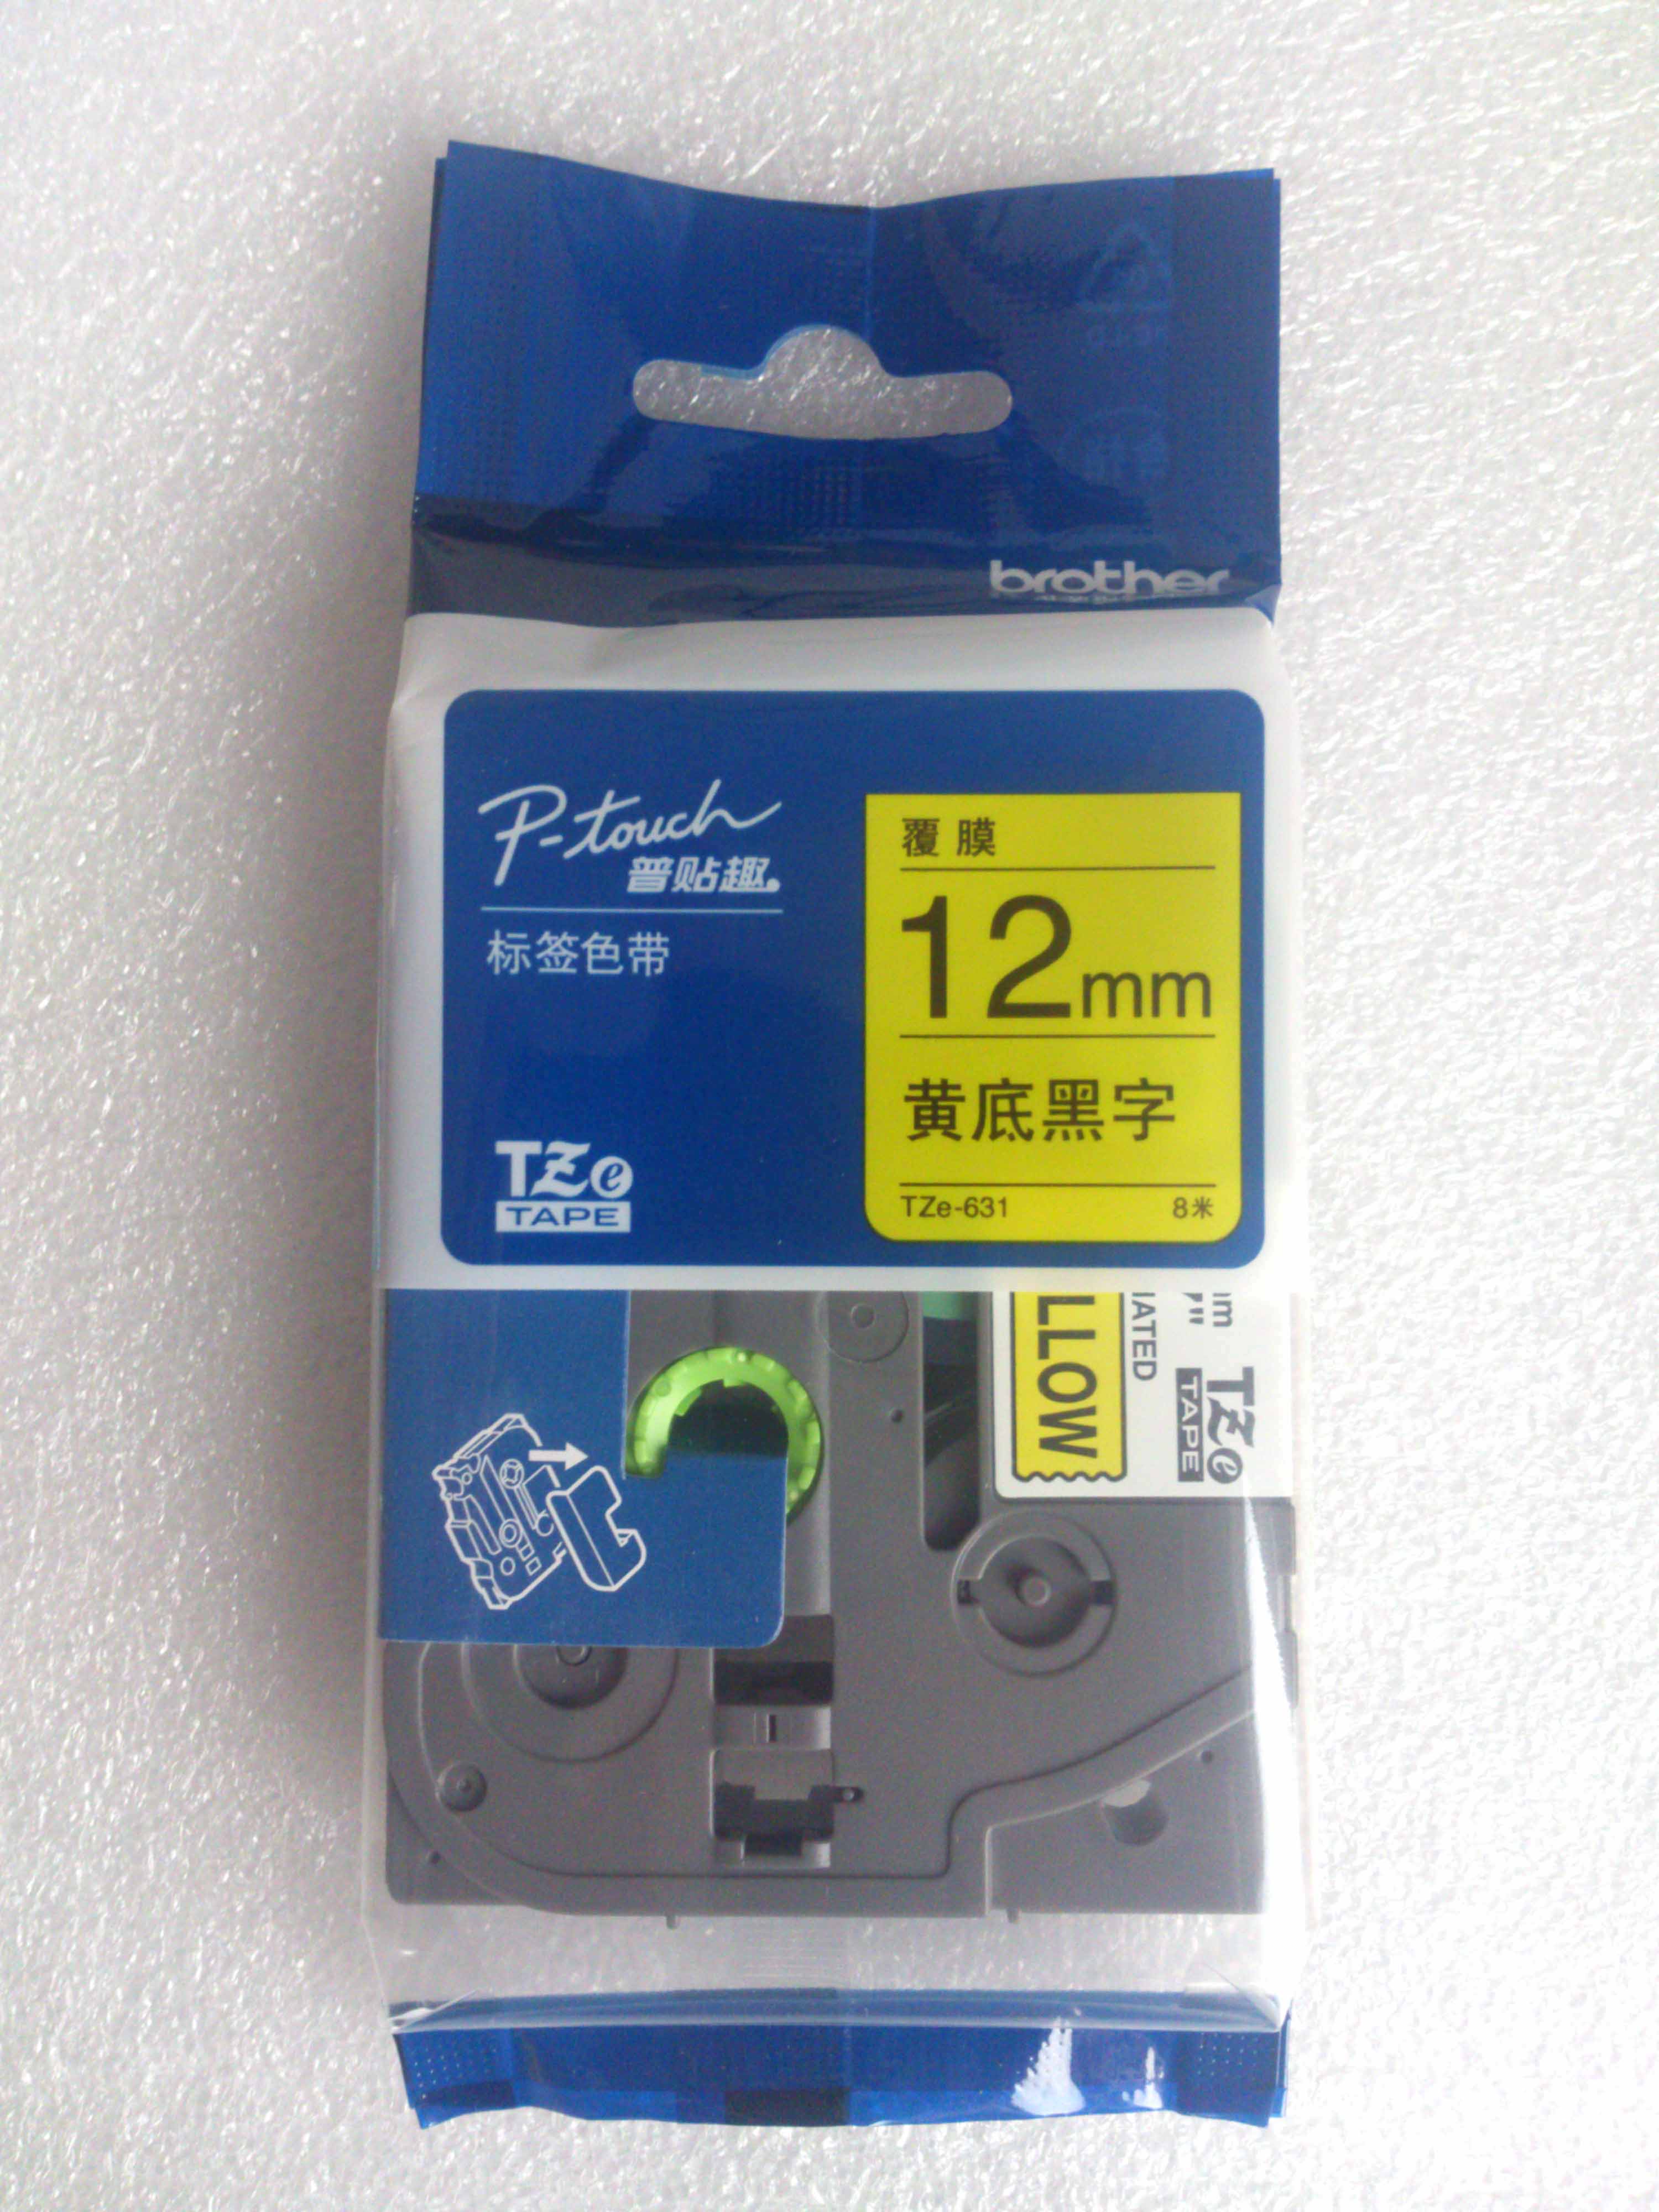 brother
P-touch
普贴趣
标签色带
TZe
TAPE
覆膜
12mm
黄底黑字
TZe-631 8米
LLOW
IATED
m
"
TZe
TAPE